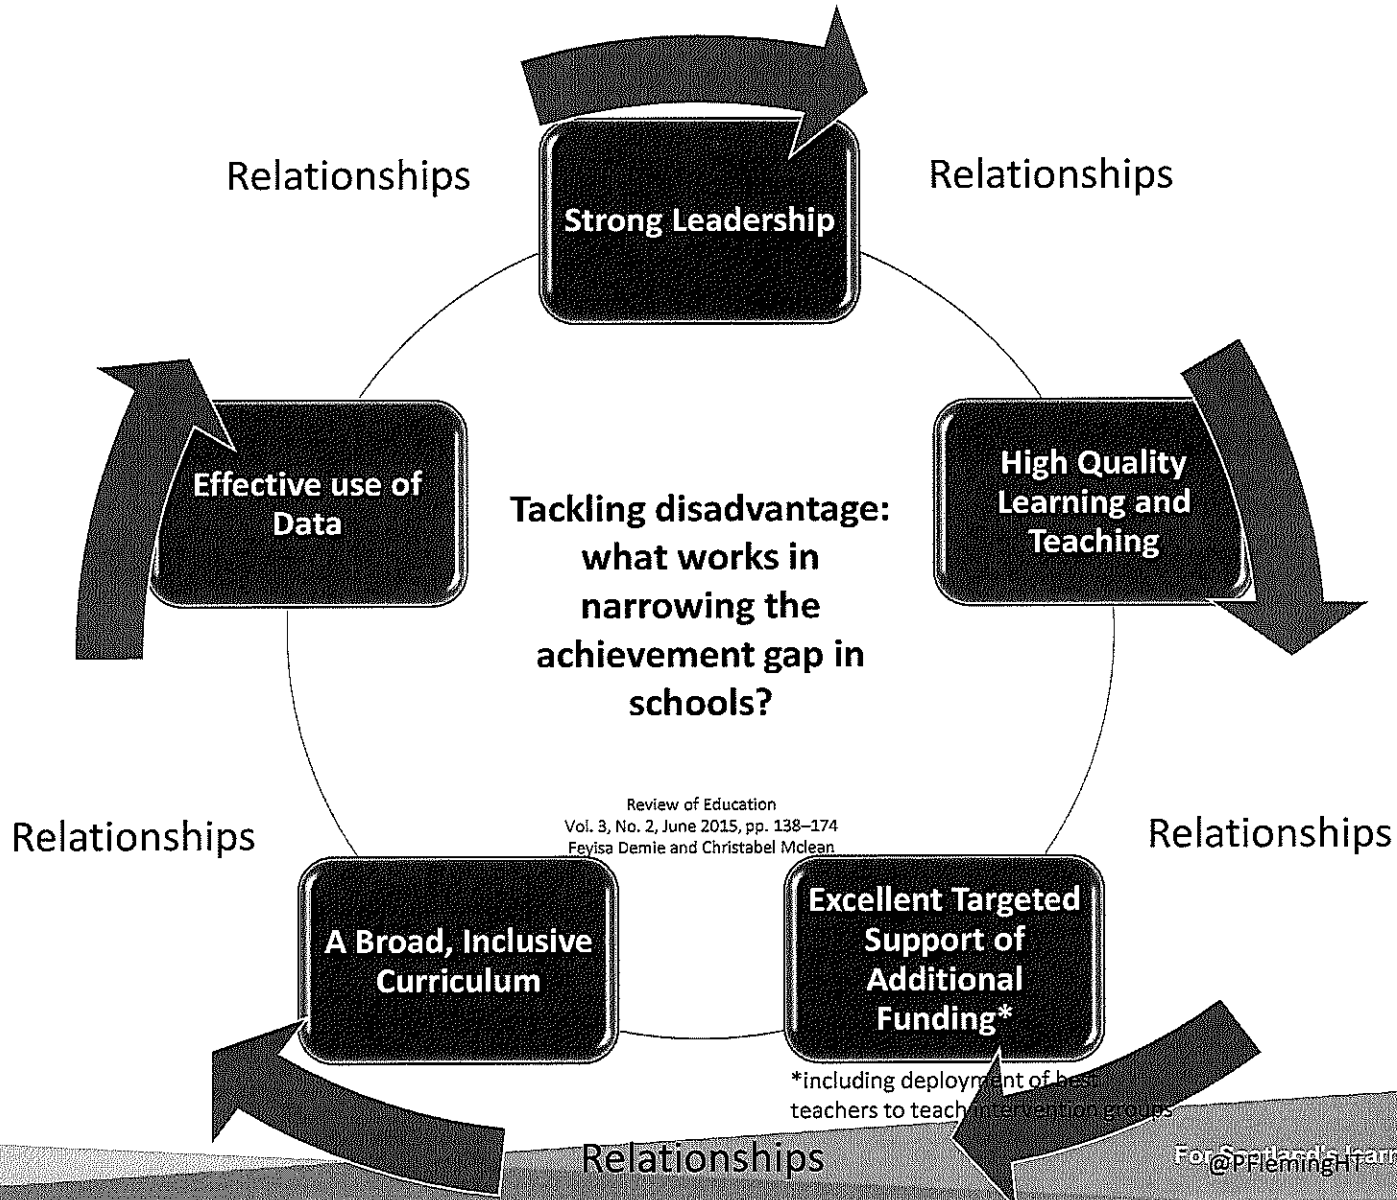 Relationships
Relationships
Strong Leadership
Effective use of
Data
High Quality
Learning and
Teaching
Tackling disadvantage:
what works in
narrowing the
achievement gap in
schools?
Review of Education
Vol. 3, No. 2, June 2015, pp. 138–174
Feyisa Demie and Christabel Mclean
Relationships
Relationships
A Broad, Inclusive
Curriculum
Excellent Targeted
Support of
Additional
Funding*
*including deployment of best
teachers to teach intervention groups
Relationships
For Scotland's
@PFlemingHT